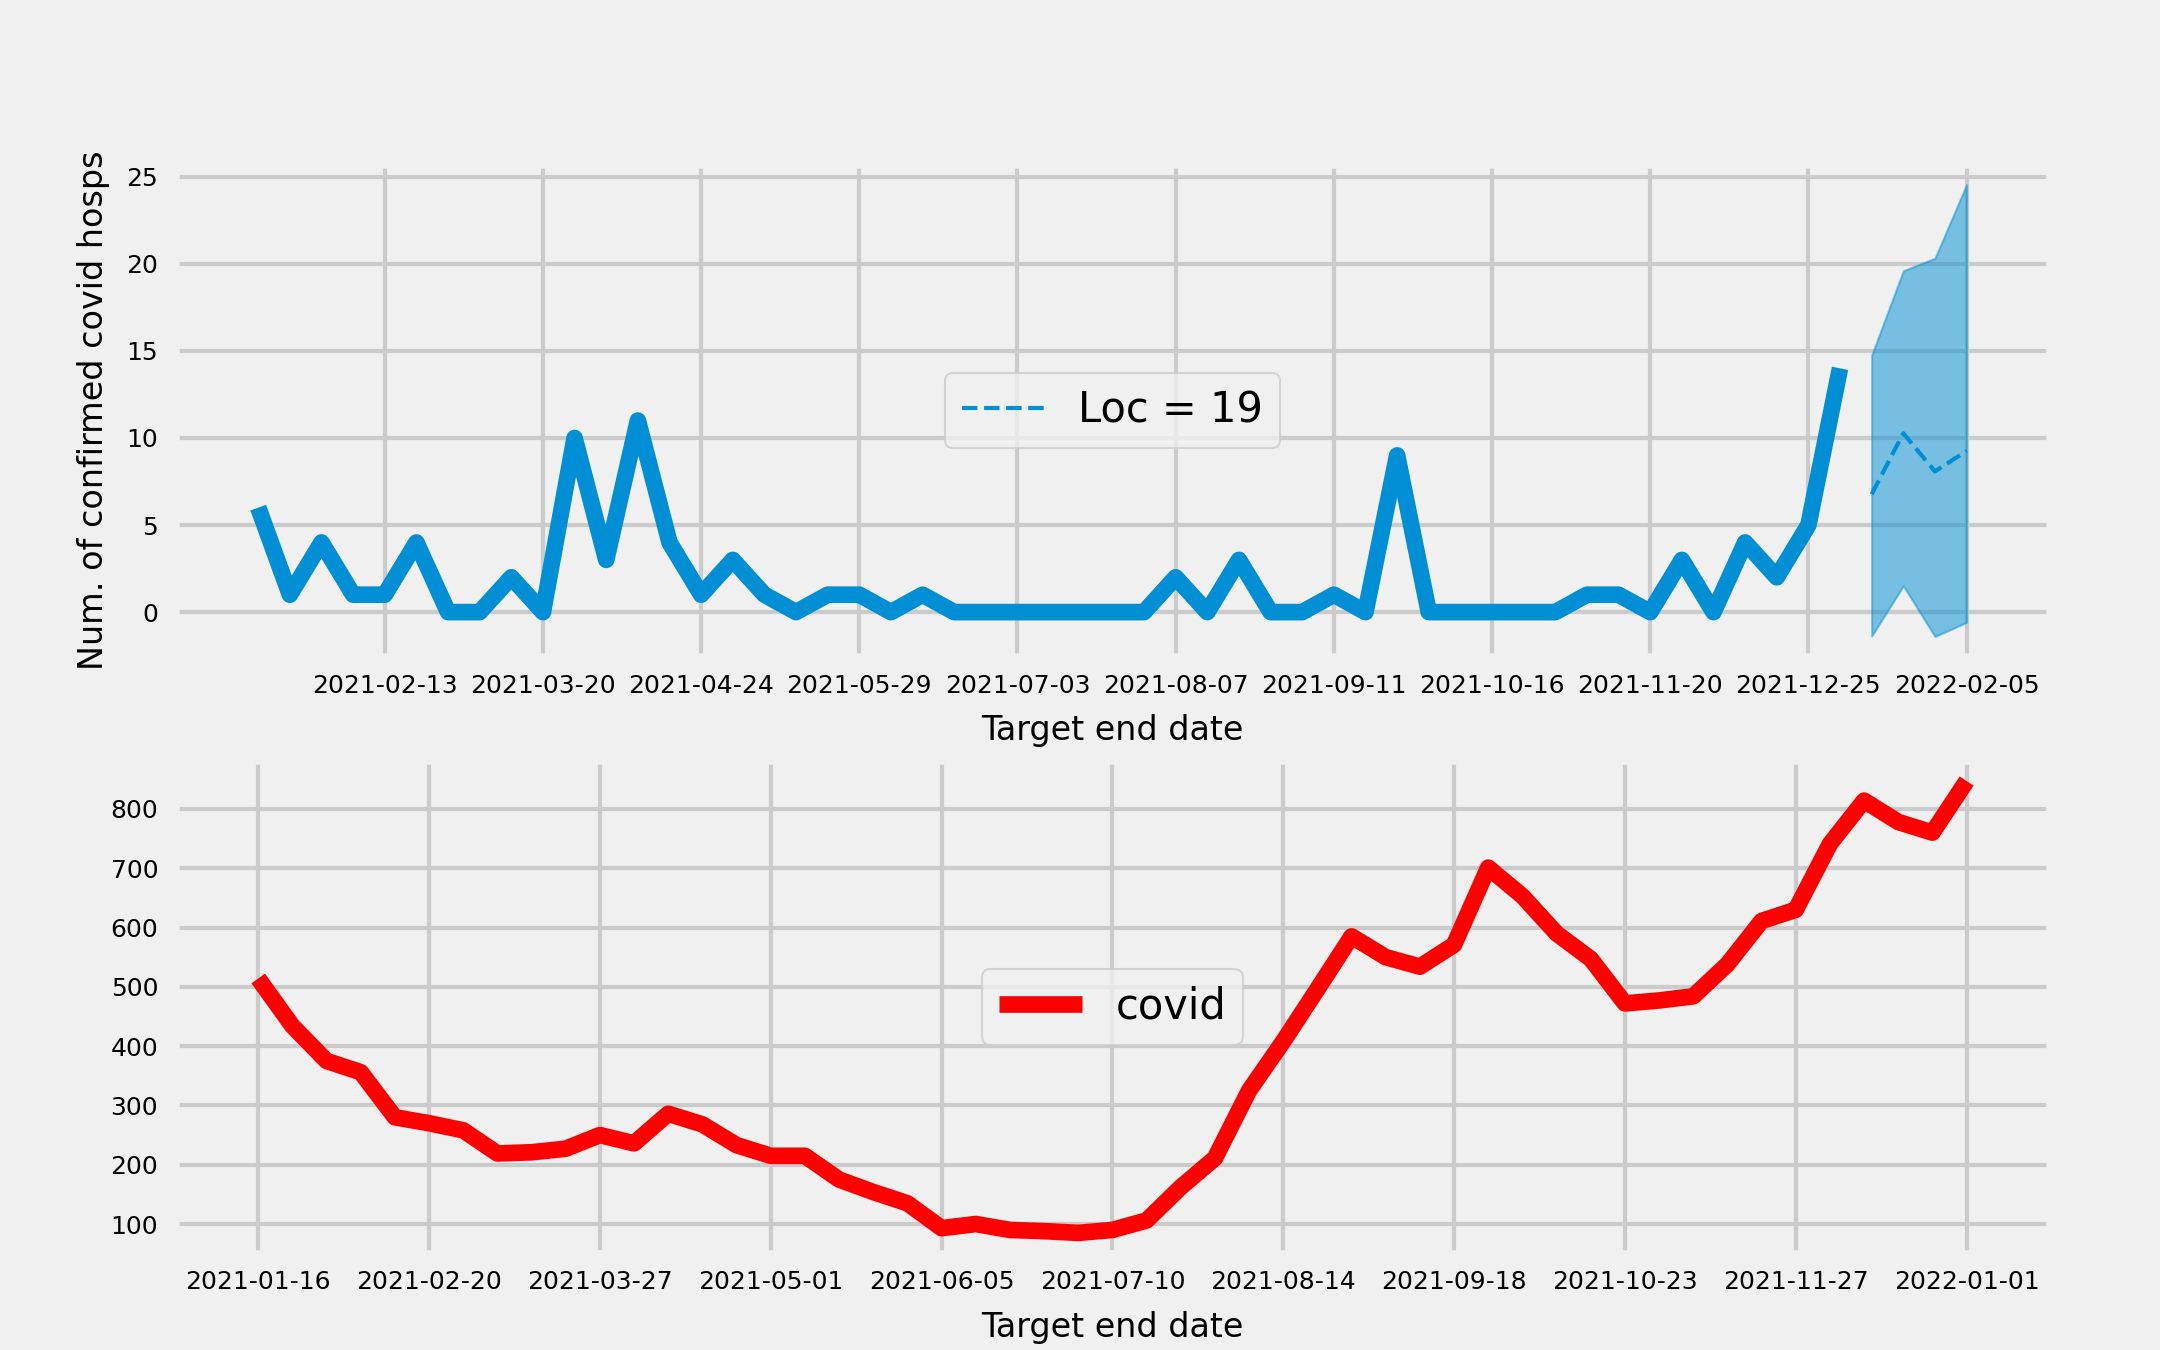 Num. of confirmed covid hosps
25
20
15
10
5
0
Loc = 19
2021-02-13 2021-03-20 2021-04-24 2021-05-29 2021-07-03 2021-08-07 2021-09-11 2021-10-16 2021-11-20 2021-12-25 2022-02-05
Target end date
800
700
600
500
400
300
200
100
covid
2021-01-16 2021-02-20 2021-03-27 2021-05-01 2021-06-05 2021-07-10 2021-08-14 2021-09-18 2021-10-23 2021-11-27 2022-01-01
Target end date